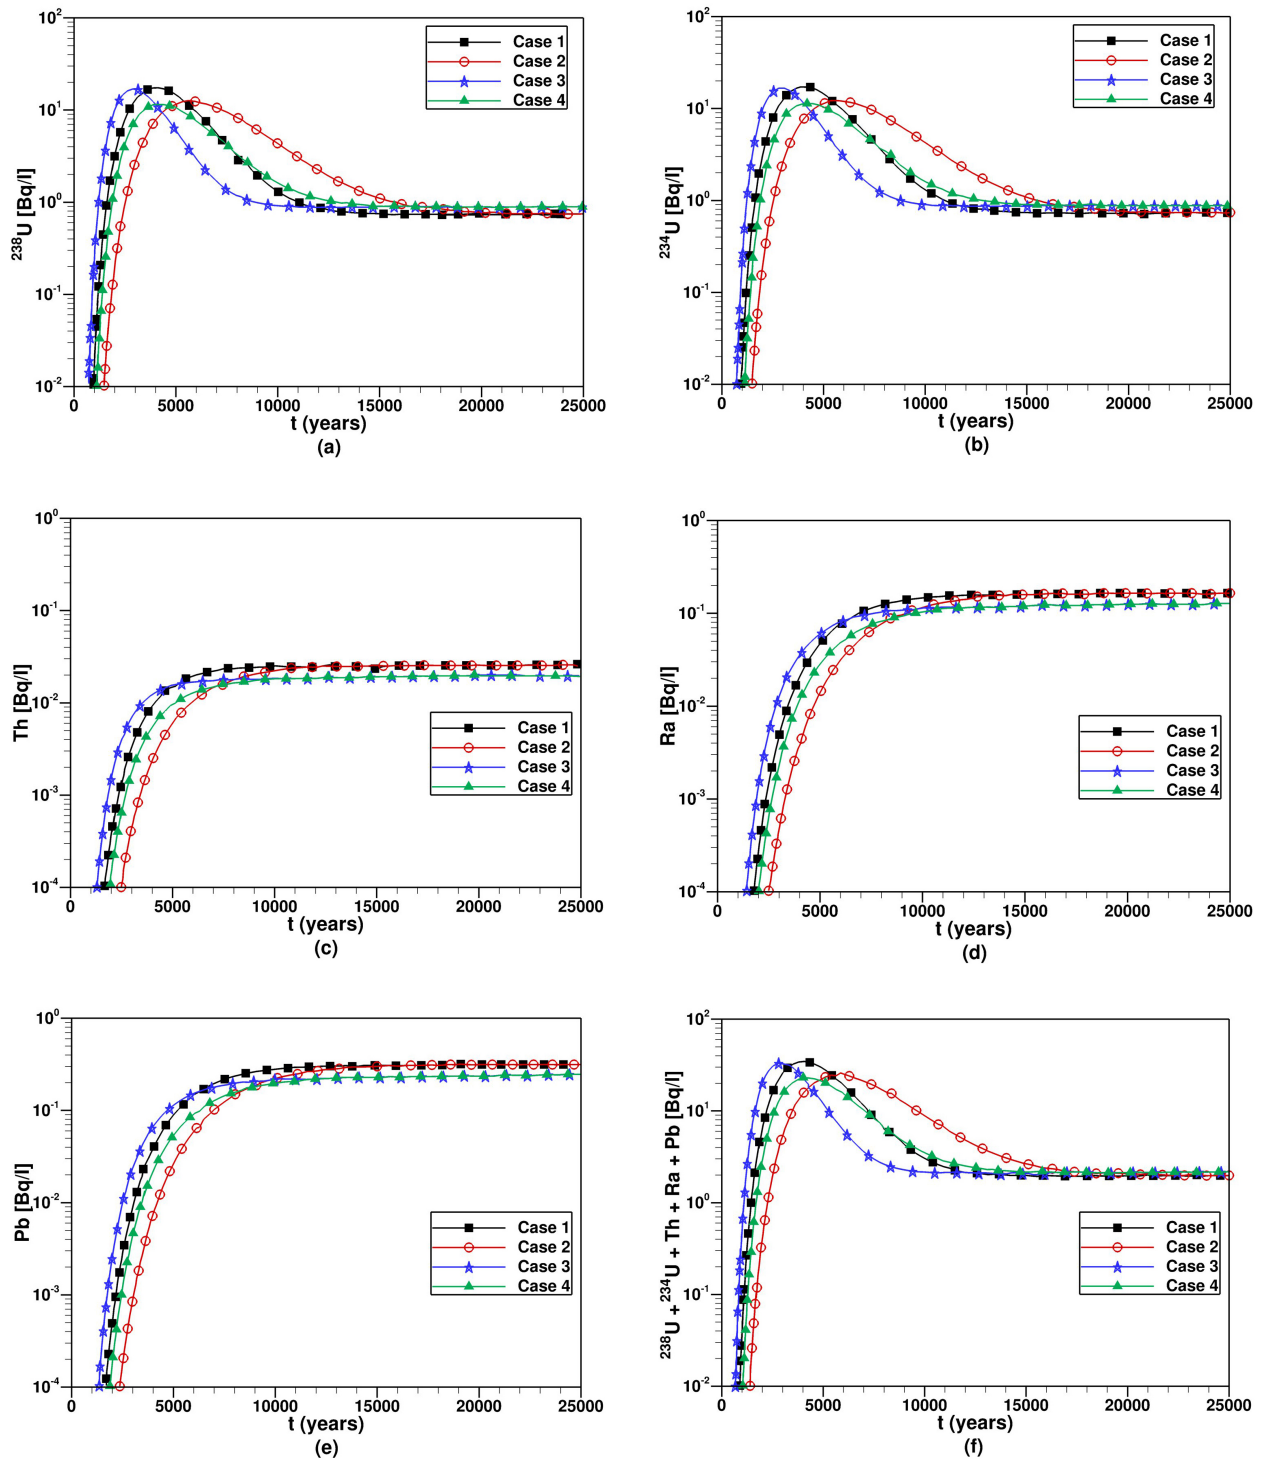 10²
10¹
10⁰
10⁻¹
10⁻²
²³⁸U [Bq/l]
Case 1
Case 2
Case 3
Case 4
0
5000
10000
15000
20000
25000
t (years)
(a)
10²
10¹
10⁰
10⁻¹
10⁻²
²³⁴U [Bq/l]
Case 1
Case 2
Case 3
Case 4
0
5000
10000
15000
20000
25000
t (years)
(b)
10⁰
10⁻¹
10⁻²
10⁻³
10⁻⁴
Th [Bq/l]
Case 1
Case 2
Case 3
Case 4
0
5000
10000
15000
20000
25000
t (years)
(c)
10⁰
10⁻¹
10⁻²
10⁻³
10⁻⁴
Ra [Bq/l]
Case 1
Case 2
Case 3
Case 4
0
5000
10000
15000
20000
25000
t (years)
(d)
10⁰
10⁻¹
10⁻²
10⁻³
10⁻⁴
Pb [Bq/l]
Case 1
Case 2
Case 3
Case 4
0
5000
10000
15000
20000
25000
t (years)
(e)
10²
10¹
10⁰
10⁻¹
10⁻²
²³⁸U + ²³⁴U + Th + Ra + Pb [Bq/l]
Case 1
Case 2
Case 3
Case 4
0
5000
10000
15000
20000
25000
t (years)
(f)